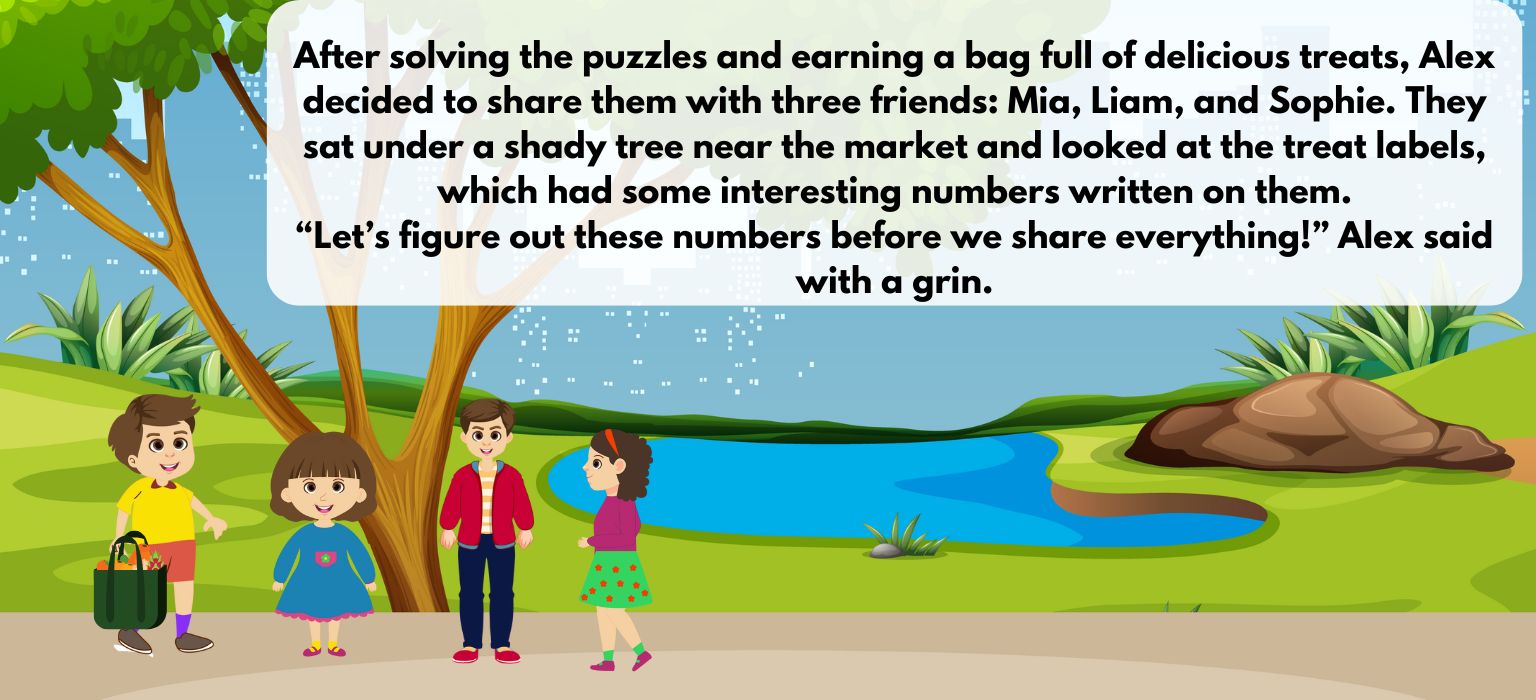 After solving the puzzles and earning a bag full of delicious treats, Alex
decided to share them with three friends: Mia, Liam, and Sophie. They
sat under a shady tree near the market and looked at the treat labels,
which had some interesting numbers written on them.
“Let’s figure out these numbers before we share everything!” Alex said
with a grin.